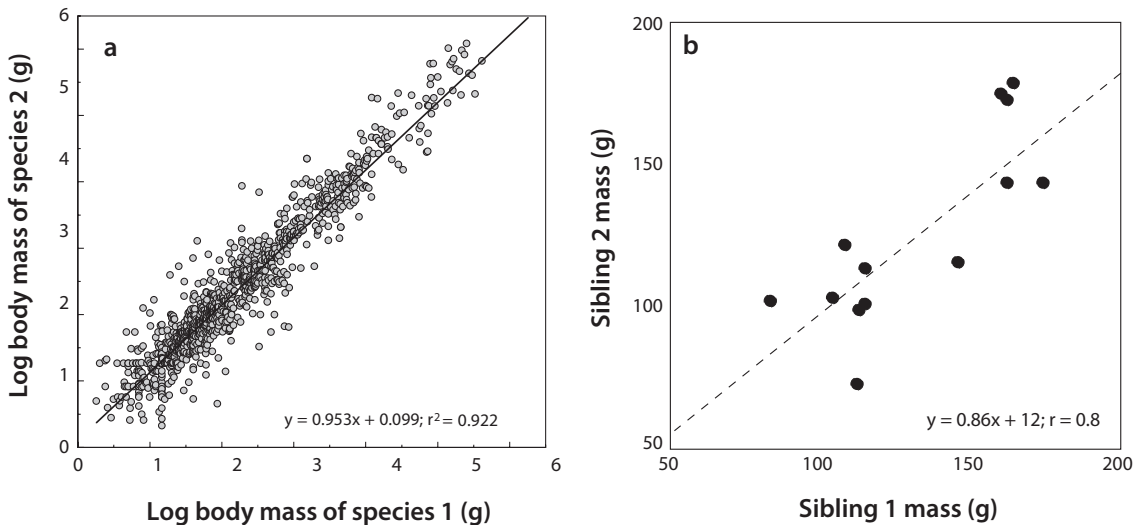 a
Log body mass of species 2 (g)
6
5
4
3
2
1
0
y = 0.953x + 0.099; r² = 0.922
0 1 2 3 4 5 6
Log body mass of species 1 (g)
b
Sibling 2 mass (g)
200
150
100
50
y = 0.86x + 12; r = 0.8
50 100 150 200
Sibling 1 mass (g)